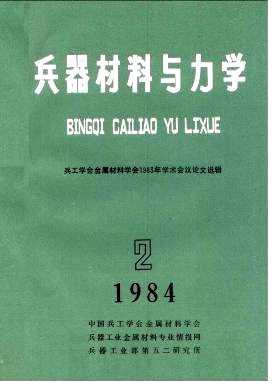 兵器材料与力学
BINGQI CAILIAO YU LIXUE
兵工学会金属材料学会1983年学术会议论文选辑
2
1984
中国兵工学会金属材料学会
兵器工业金属材料专业情报网
兵器工业部第五二研究所